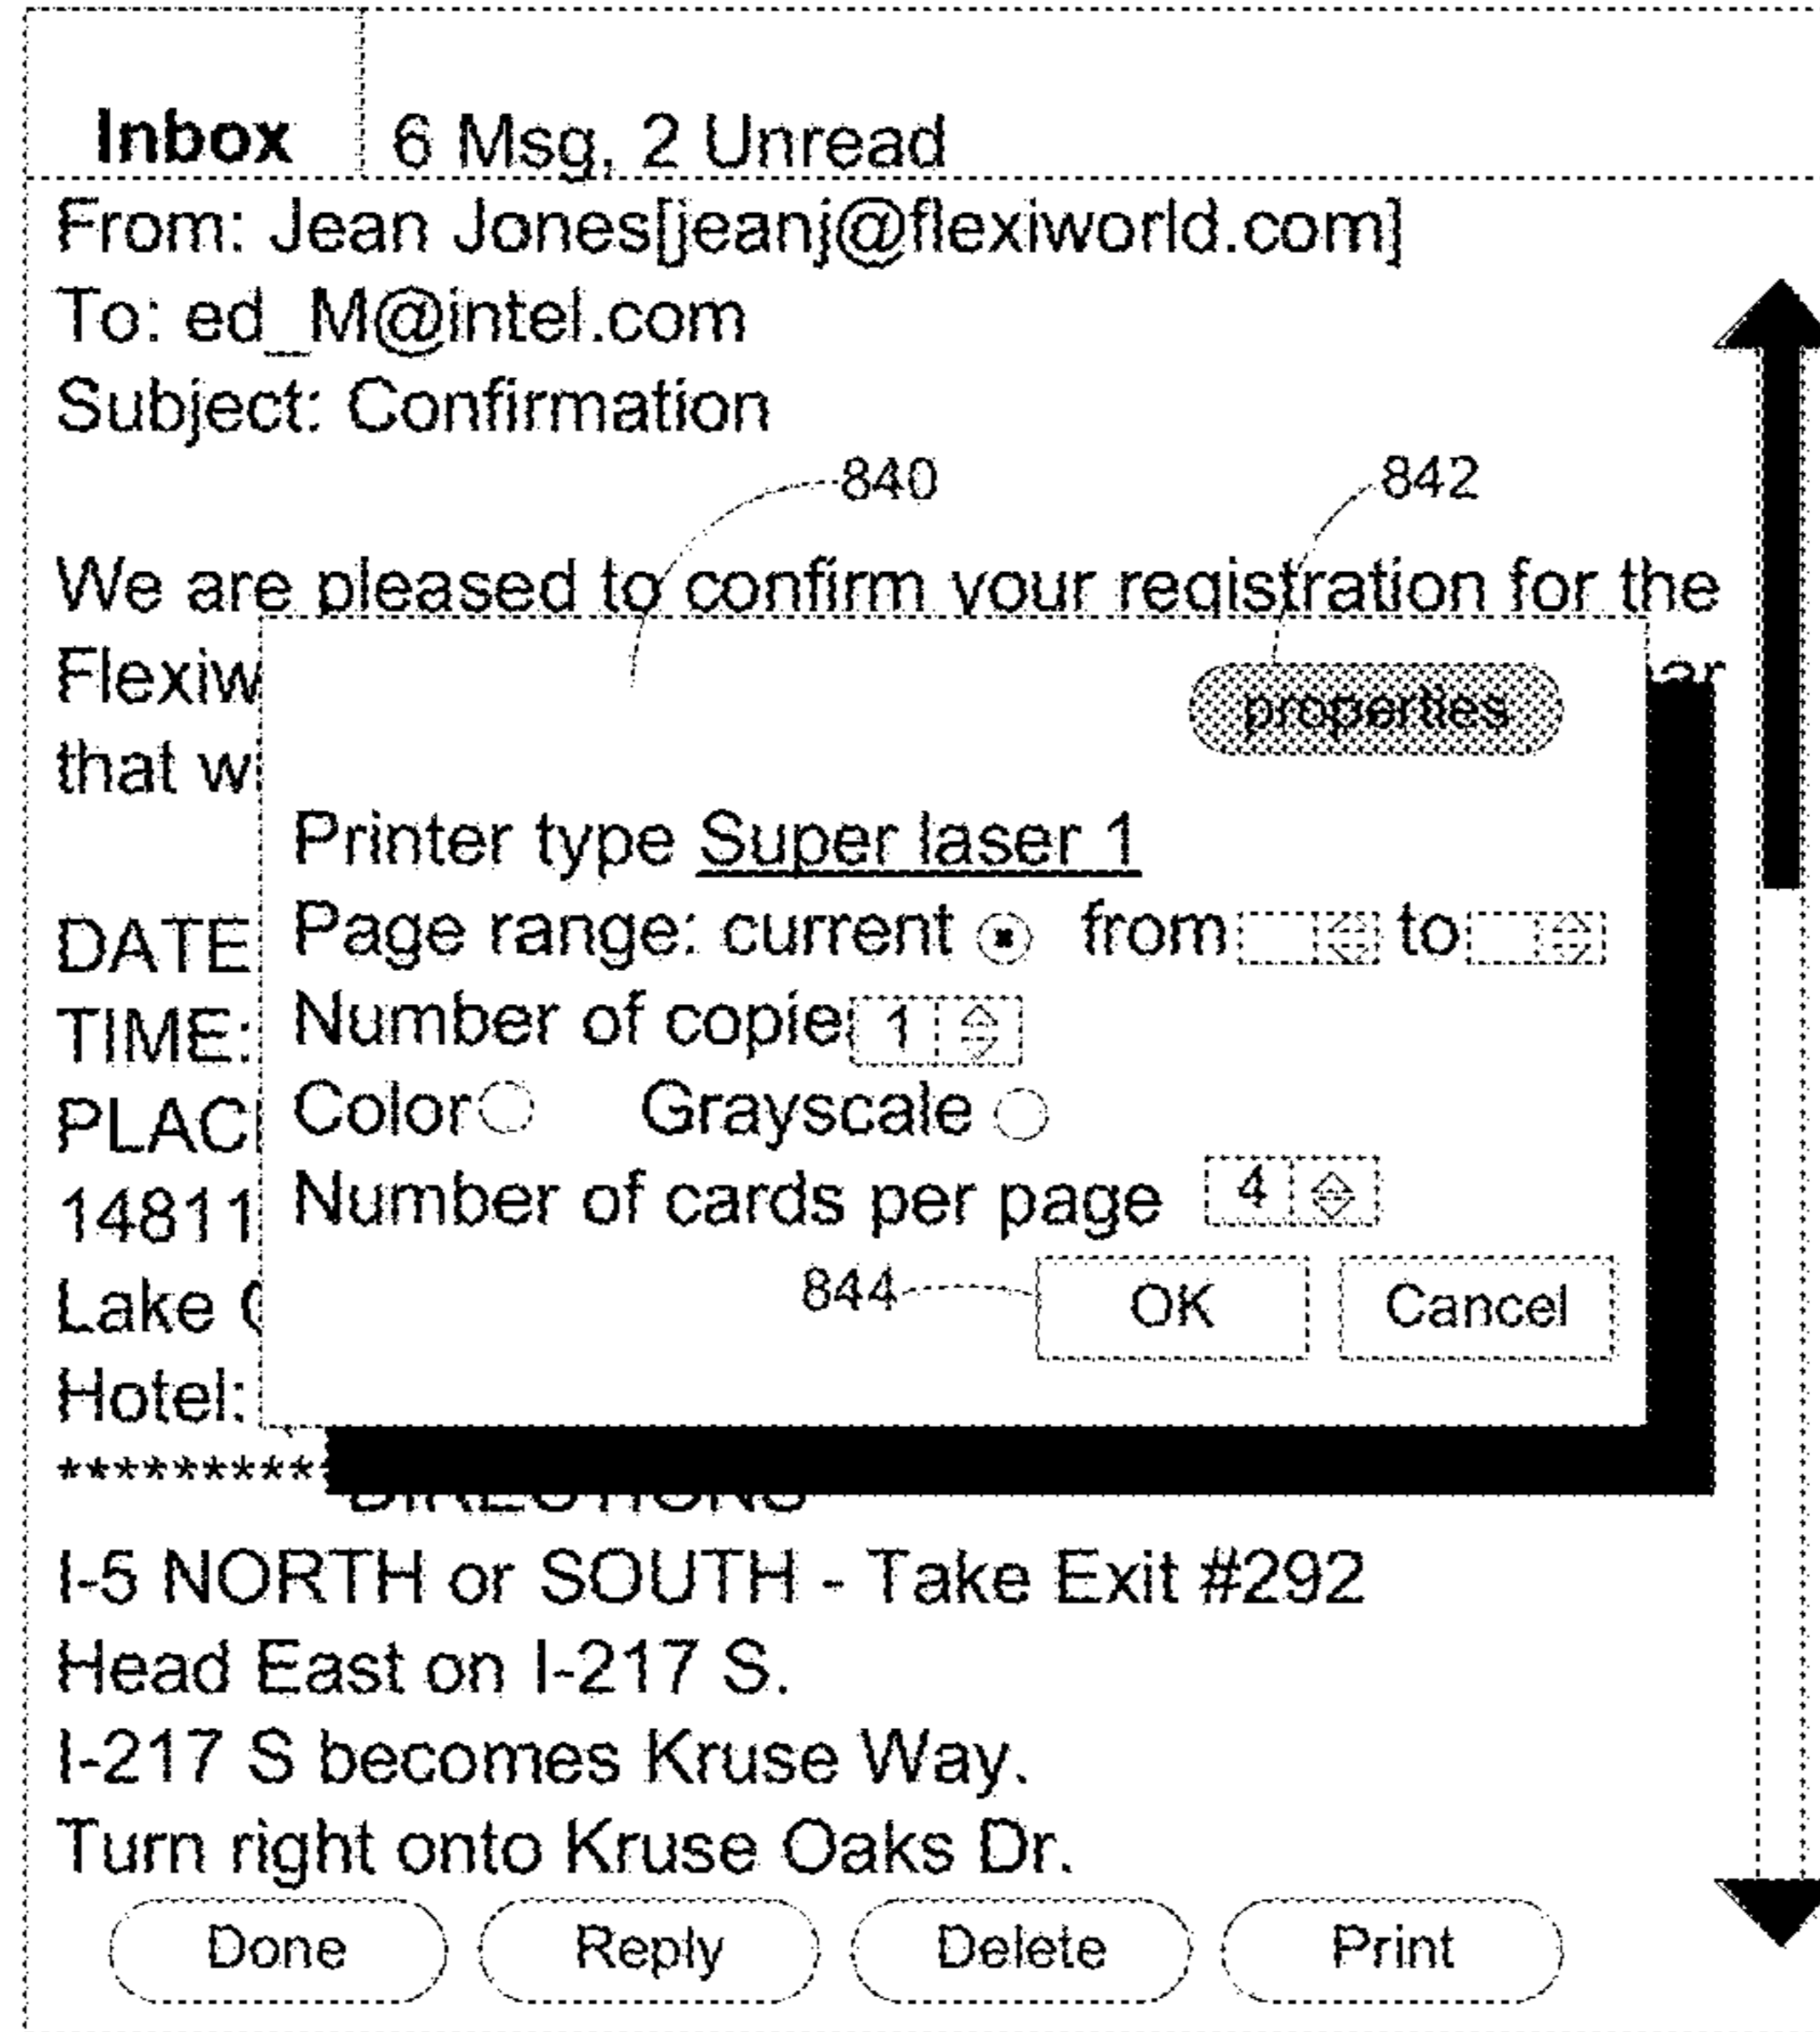 Inbox 6 Msg, 2 Unread
From: Jean Jones[jeanj@flexiworld.com]
To: ed_M@intel.com
Subject: Confirmation
840 842
We are pleased to confirm your registration for the
Flexiw
properties
that w
Printer type Super laser 1
DATE
Page range: current from to
TIME:
Number of copie 1
PLAC
Color Grayscale
14811
Number of cards per page 4
Lake
844 OK Cancel
Hotel:
**********
DIRECTIONS
I-5 NORTH or SOUTH - Take Exit #292
Head East on I-217 S.
I-217 S becomes Kruse Way.
Turn right onto Kruse Oaks Dr.
Done Reply Delete Print